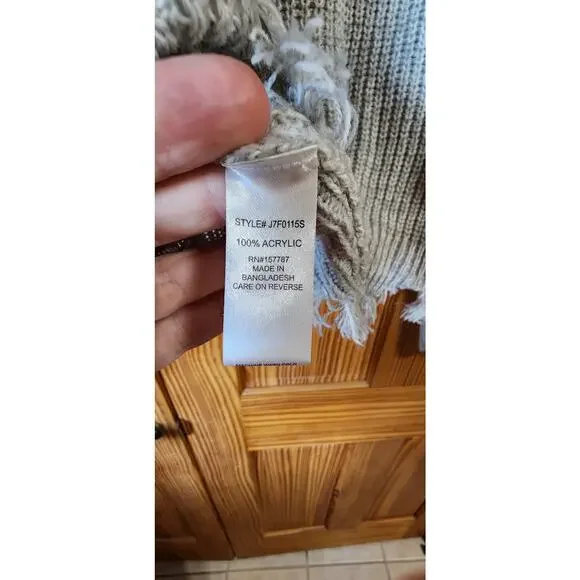 STYLE# J7F0115S
100% ACRYLIC
RN#157787
MADE IN
BANGLADESH
CARE ON REVERSE